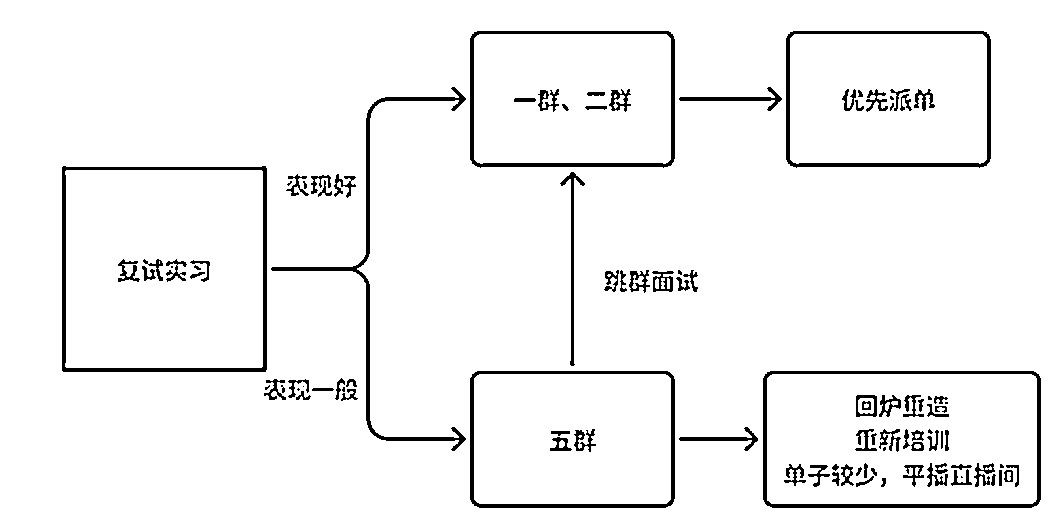 一群、二群
优先派单
表现好
复试实习
跳群面试
表现一般
五群
回炉重造
重新培训
单子较少，平播直播间